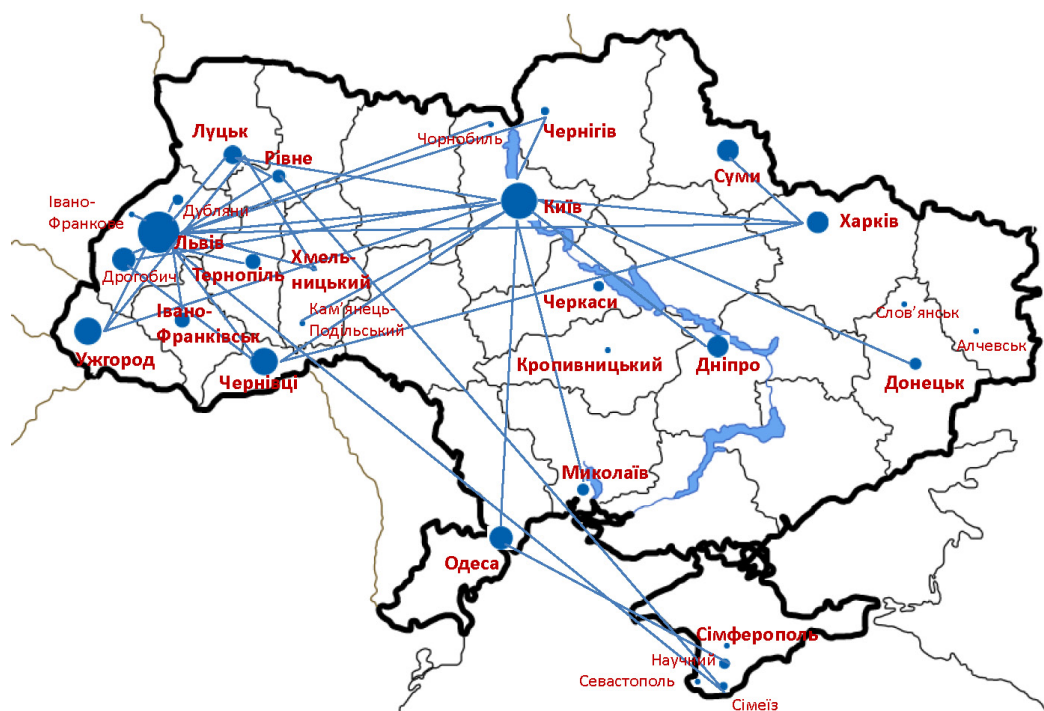 Луцьк
Рівне
Чорнобиль
Чернігів
Суми
Івано-
Франкове
Дубляни
Київ
Харків
Львів
Дрогобич
Тернопіль
Хмель-
ницький
Кам’янець-
Подільський
Черкаси
Слов’янськ
Алчевськ
Івано-
Франківськ
Ужгород
Чернівці
Кропивницький
Дніпро
Донецьк
Миколаїв
Одеса
Сімферополь
Научний
Севастополь
Сімеїз